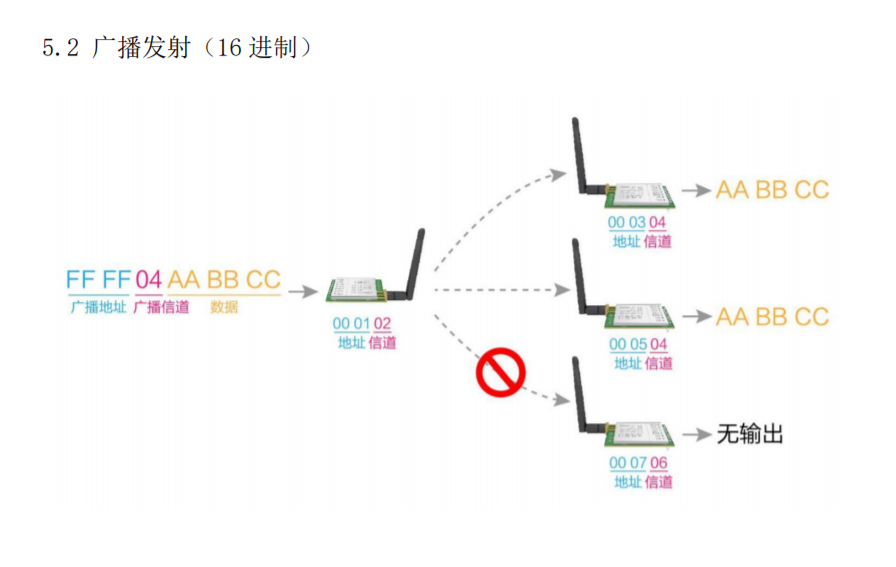 5.2 广播发射（16 进制）
AA BB CC
00 03 04
地址 信道
FF FF 04 AA BB CC
广播地址 广播信道 数据
00 01 02
地址 信道
AA BB CC
00 05 04
地址 信道
无输出
00 07 06
地址 信道